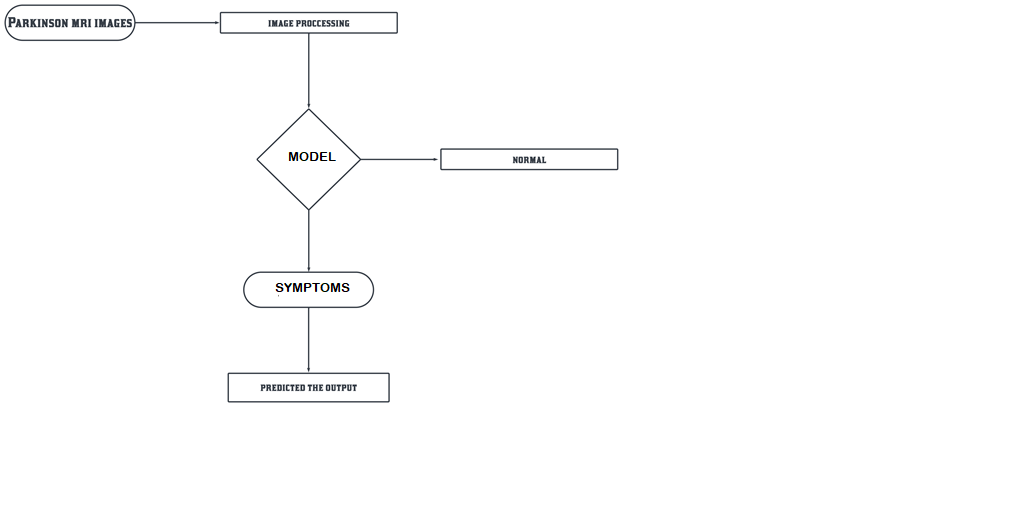 Parkinson mri images
IMAGE PROCCESSING
MODEL
NORMAL
SYMPTOMS
PREDICTED THE OUTPUT